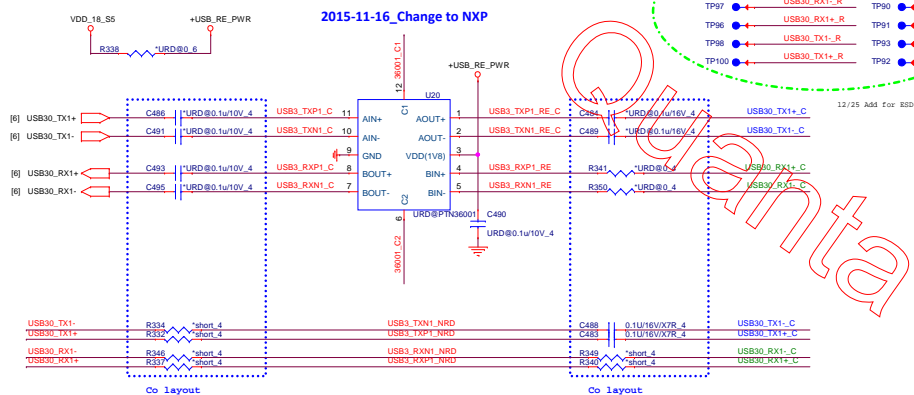 2015-11-16_Change to NXP
VDD_18_S5
+USB_RE_PWR
R338
*URD@0_6
TP97
USB30_RX1-_R
TP90
TP96
USB30_RX1+_R
TP91
TP98
USB30_TX1-_R
TP93
TP100
USB30_TX1+_R
TP92
12/25 Add for ESD
+USB_RE_PWR
36001_C1
12
C1
U20
[6] USB30_TX1+
C486
*URD@0.1u/10V_4
USB3_TXP1_C
11
AIN+
AOUT+
1
USB3_TXP1_RE_C
*URD@0.1u/16V_4
USB30_TX1+_C
[6] USB30_TX1-
C491
*URD@0.1u/10V_4
USB3_TXN1_C
10
AIN-
AOUT-
2
USB3_TXN1_RE_C
C489
*URD@0.1u/16V_4
USB30_TX1-_C
9
GND
VDD(1V8)
3
[6] USB30_RX1+
C493
*URD@0.1u/10V_4
USB3_RXP1_C
8
BOUT+
BIN+
4
USB3_RXP1_RE
R341
*URD@0_4
USB30_RX1+_C
[6] USB30_RX1-
C495
*URD@0.1u/10V_4
USB3_RXN1_C
7
BOUT-
BIN-
5
USB3_RXN1_RE
R350
*URD@0_4
USB30_RX1-_C
C2
6
URD@PTN36001
36001_C2
C490
URD@0.1u/10V_4
Quanta
USB30_TX1-
R334
*short_4
USB3_TXN1_NRD
C488
0.1U/16V//X7R_4
USB30_TX1-_C
USB30_TX1+
R332
*short_4
USB3_TXP1_NRD
C483
0.1U/16V//X7R_4
USB30_TX1+_C
USB30_RX1-
R346
*short_4
USB3_RXN1_NRD
R349
*short_4
USB30_RX1-_C
USB30_RX1+
R337
*short_4
USB3_RXP1_NRD
R340
*short_4
USB30_RX1+_C
Co layout
Co layout